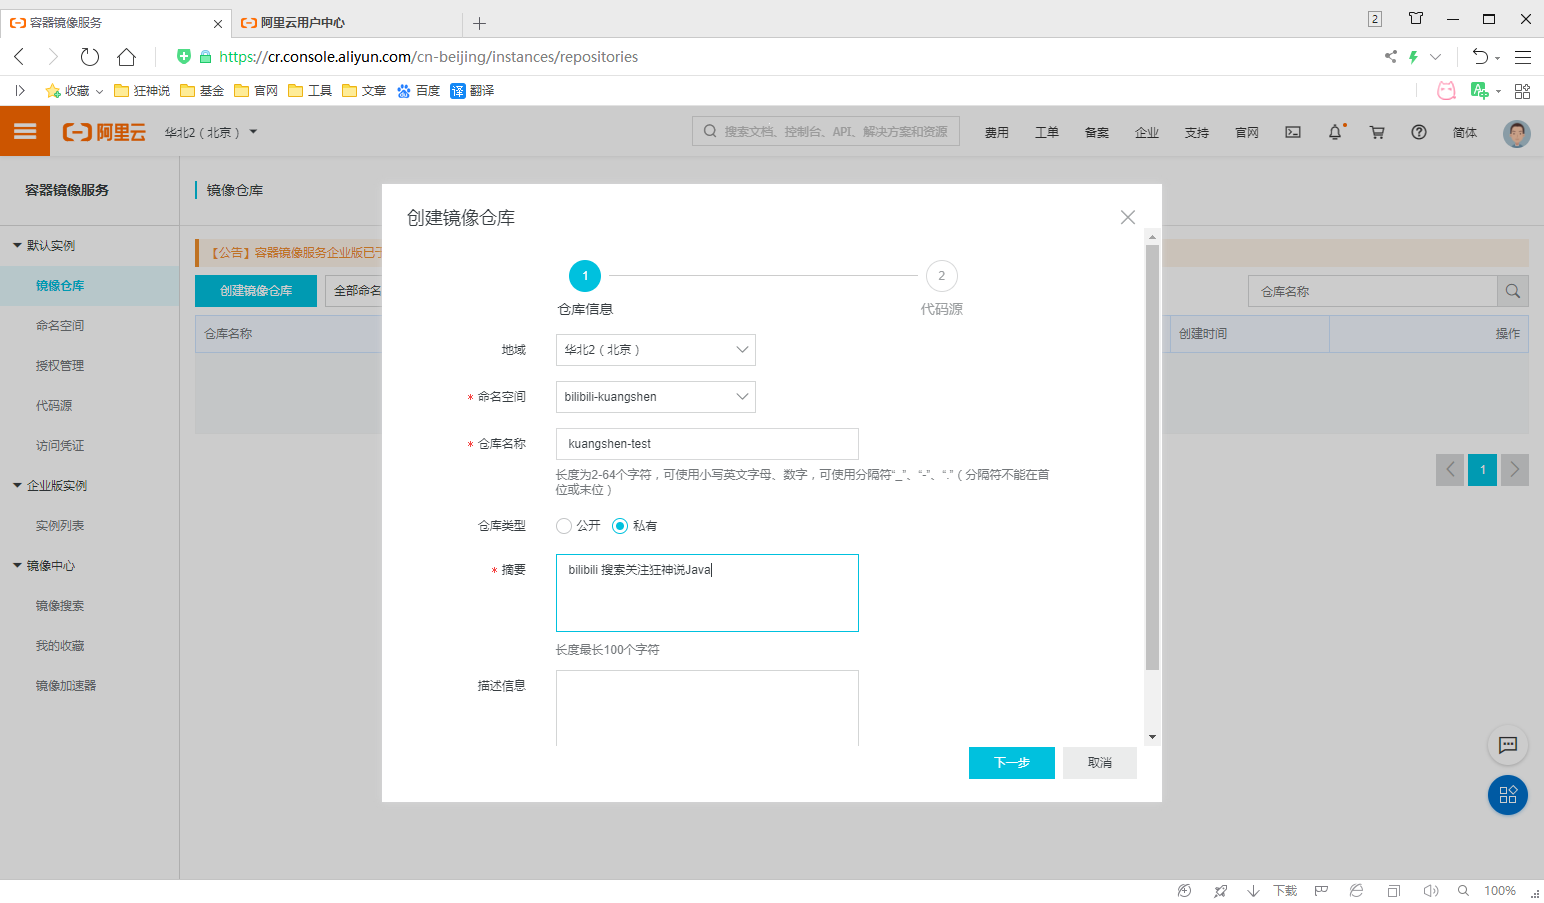 容器镜像服务
阿里云用户中心
2
https://cr.console.aliyun.com/cn-beijing/instances/repositories
收藏 狂神说 基金 官网 工具 文章 百度 译 翻译
阿里云
华北2（北京）
搜索文档、控制台、API、解决方案和资源
费用 工单 备案 企业 支持 官网 简体
容器镜像服务
默认实例
镜像仓库
命名空间
授权管理
代码源
访问凭证
企业版实例
实例列表
镜像中心
镜像搜索
我的收藏
镜像加速器
镜像仓库
【公告】容器镜像服务企业版已于
创建镜像仓库
全部命名
仓库名称
仓库名称
创建时间
操作
1
创建镜像仓库
1
2
仓库信息
代码源
地域
华北2（北京）
* 命名空间
bilibili-kuangshen
* 仓库名称
kuangshen-test
长度为2-64个字符，可使用小写英文字母、数字，可使用分隔符“_”、“-”、“.”（分隔符不能在首
位或末位）
仓库类型
公开
私有
* 摘要
bilibili 搜索关注狂神说Java
长度最长100个字符
描述信息
下一步
取消
下载
100%